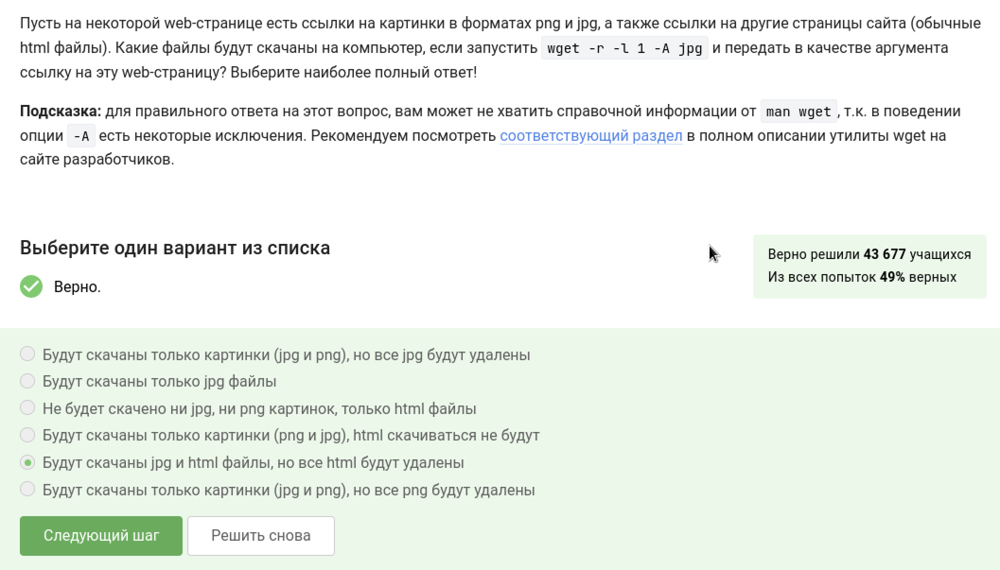 Пусть на некоторой web-странице есть ссылки на картинки в форматах png и jpg, а также ссылки на другие страницы сайта (обычные
html файлы). Какие файлы будут скачаны на компьютер, если запустить wget -r -l 1 -A jpg и передать в качестве аргумента
ссылку на эту web-страницу? Выберите наиболее полный ответ!
Подсказка: для правильного ответа на этот вопрос, вам может не хватить справочной информации от man wget, т.к. в поведении
опции -A есть некоторые исключения. Рекомендуем посмотреть соответствующий раздел в полном описании утилиты wget на
сайте разработчиков.
Выберите один вариант из списка
Верно.
Верно решили 43 677 учащихся
Из всех попыток 49% верных
Будут скачаны только картинки (jpg и png), но все jpg будут удалены
Будут скачаны только jpg файлы
Не будет скачено ни jpg, ни png картинок, только html файлы
Будут скачаны только картинки (png и jpg), html скачиваться не будут
Будут скачаны jpg и html файлы, но все html будут удалены
Будут скачаны только картинки (jpg и png), но все png будут удалены
Следующий шаг
Решить снова